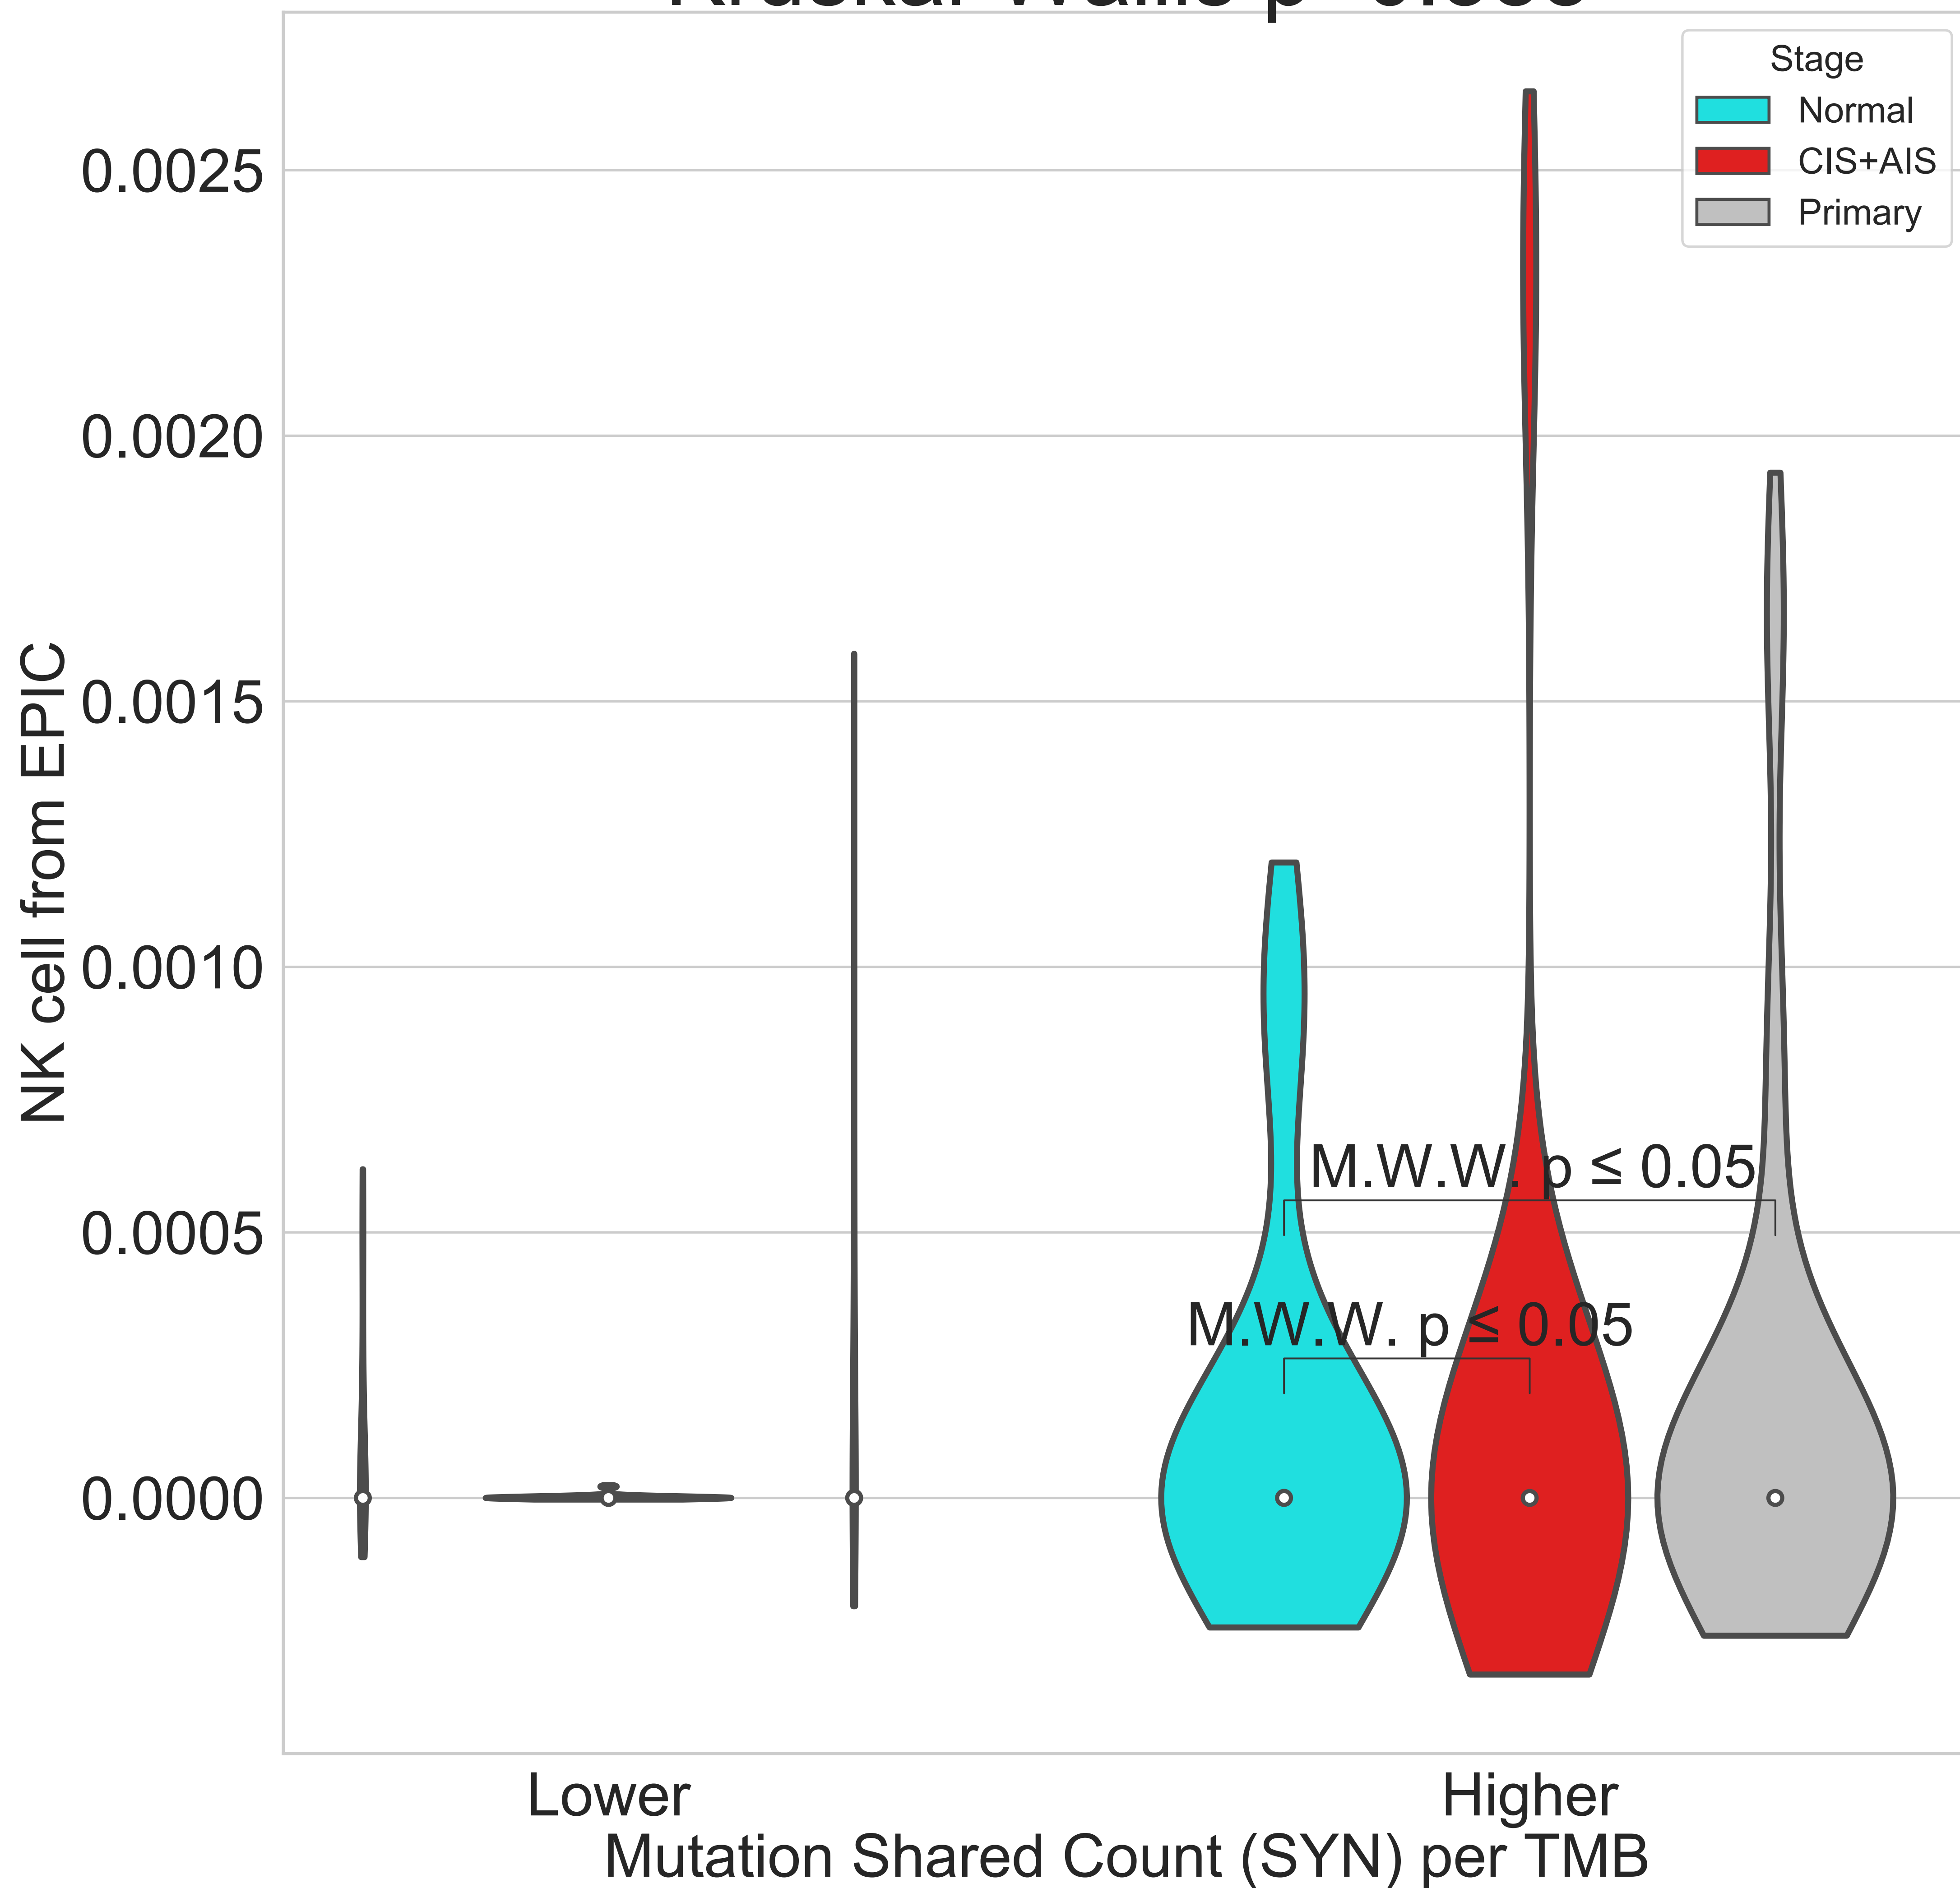 Stage
Normal
CIS+AIS
Primary
0.0025
0.0020
0.0015
0.0010
0.0005
0.0000
NK cell from EPIC
M.W.W. p ≤ 0.05
M.W.W. p ≤ 0.05
Lower
Higher
Mutation Shared Count (SYN) per TMB